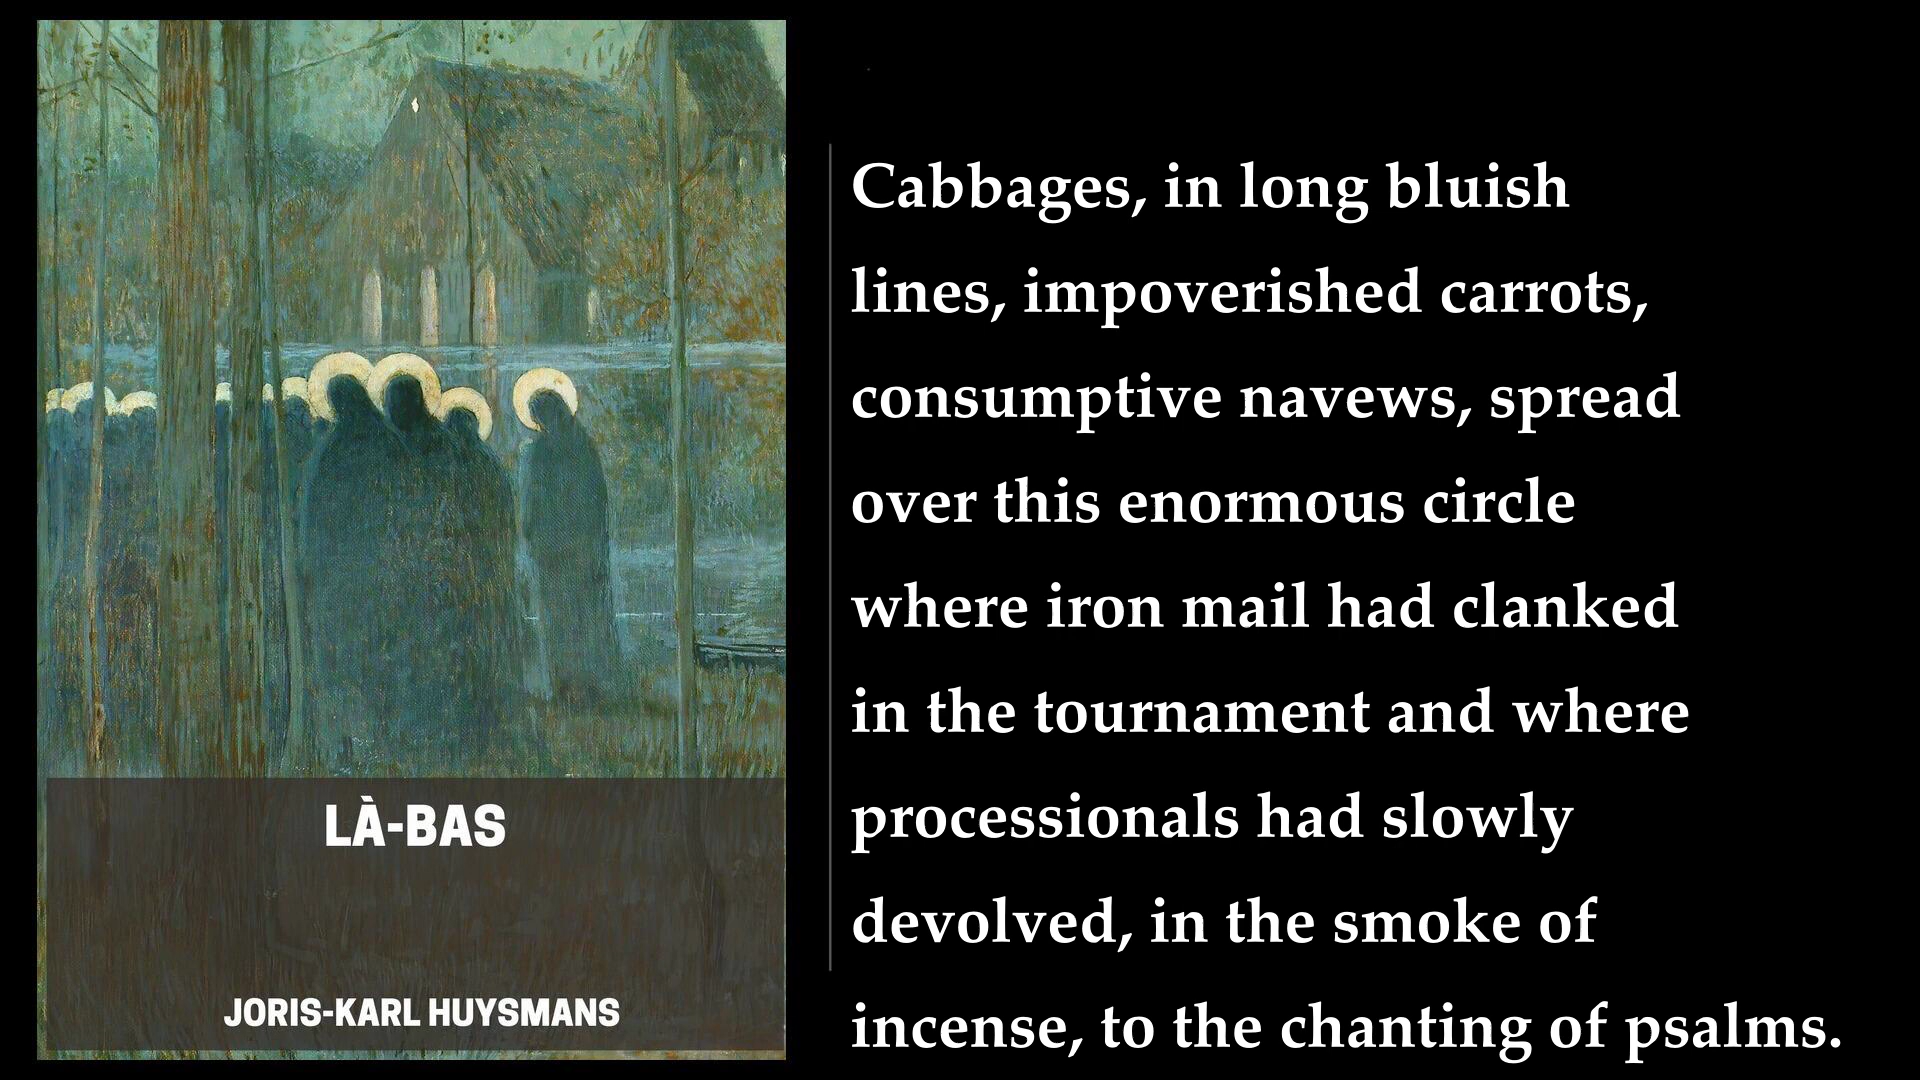 LÀ-BAS
JORIS-KARL HUYSMANS
Cabbages, in long bluish
lines, impoverished carrots,
consumptive navews, spread
over this enormous circle
where iron mail had clanked
in the tournament and where
processionals had slowly
devolved, in the smoke of
incense, to the chanting of psalms.